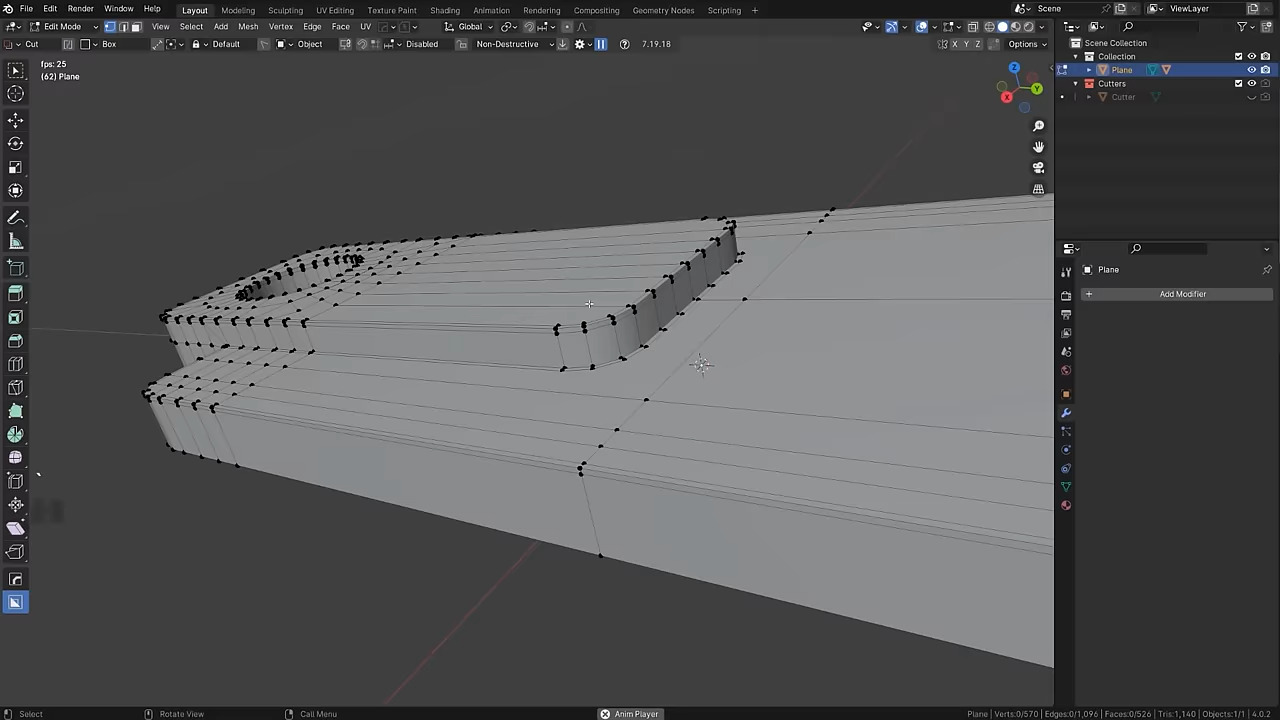 File Edit Render Window Help Layout Modeling Sculpting UV Editing Texture Paint Shading Animation Rendering Compositing Geometry Nodes Scripting + Scene ViewLayer
Edit Mode View Select Add Mesh Vertex Edge Face UV Global
Cut Box Default Object Disabled Non-Destructive 7.19.18 X Y Z Options
fps: 25
(62) Plane
Z
Y
X
Scene Collection
Collection
Plane
Cutters
Cutter
Plane
+ Add Modifier
Select Rotate View Call Menu Anim Player Plane | Verts:0/570 | Edges:0/1,096 | Faces:0/526 | Tris:1,140 | Objects:1/1 | 4.0.2